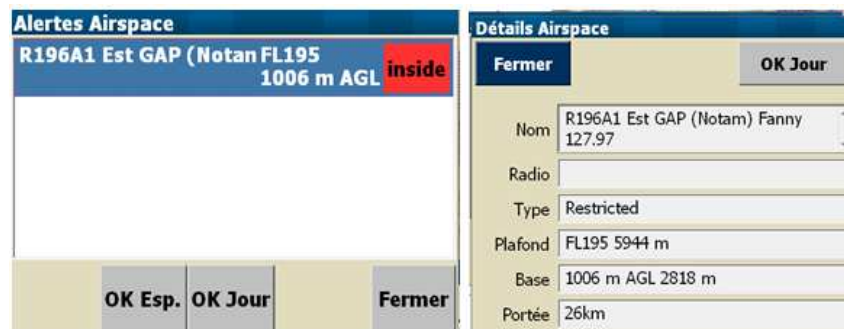 Alertes Airspace
R196A1 Est GAP (Notan FL195
1006 m AGL inside
OK Esp. OK Jour Fermer
Détails Airspace
Fermer OK Jour
Nom R196A1 Est GAP (Notam) Fanny
127.97
Radio
Type Restricted
Plafond FL195 5944 m
Base 1006 m AGL 2818 m
Portée 26km